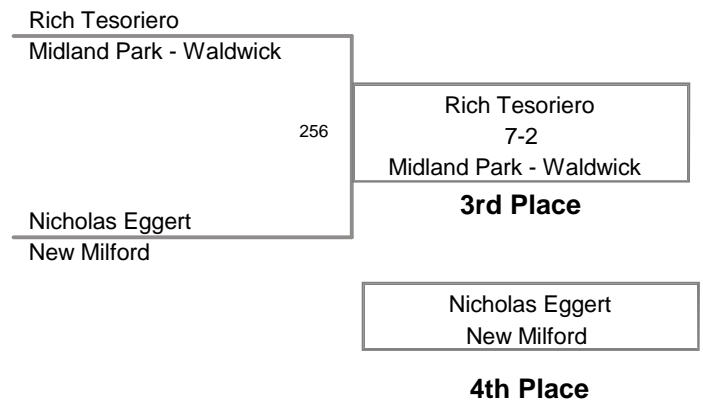 Rich Tesoriero
Midland Park - Waldwick
256
Rich Tesoriero
7-2
Midland Park - Waldwick
3rd Place
Nicholas Eggert
New Milford
Nicholas Eggert
New Milford
4th Place